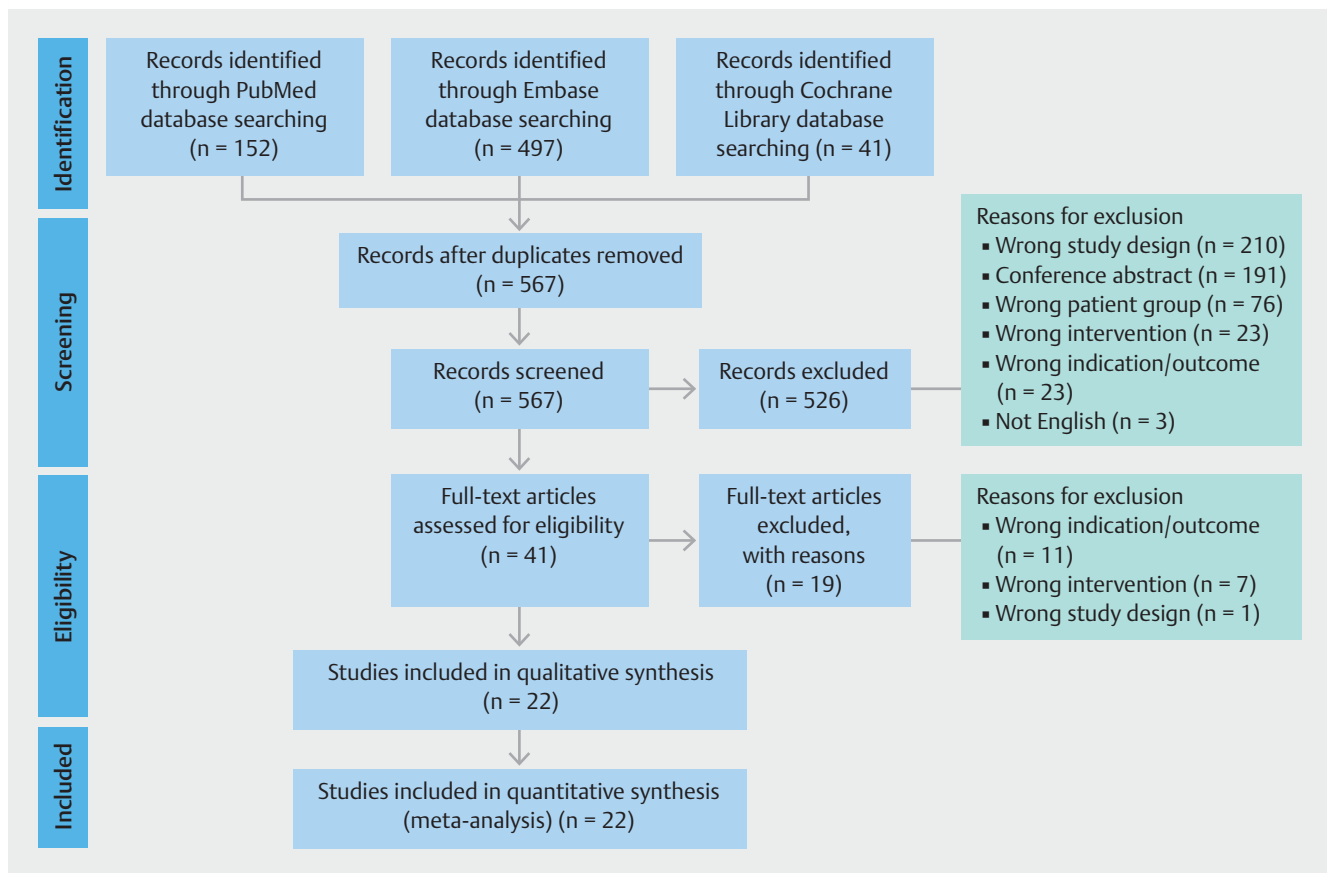 Identification
Records identified
through PubMed
database searching
(n = 152)
Records identified
through Embase
database searching
(n = 497)
Records identified
through Cochrane
Library database
searching (n = 41)
Screening
Records after duplicates removed
(n = 567)
Records screened
(n = 567)
Records excluded
(n = 526)
Reasons for exclusion
▪ Wrong study design (n = 210)
▪ Conference abstract (n = 191)
▪ Wrong patient group (n = 76)
▪ Wrong intervention (n = 23)
▪ Wrong indication/outcome
(n = 23)
▪ Not English (n = 3)
Eligibility
Full-text articles
assessed for eligibility
(n = 41)
Full-text articles
excluded,
with reasons
(n = 19)
Reasons for exclusion
▪ Wrong indication/outcome
(n = 11)
▪ Wrong intervention (n = 7)
▪ Wrong study design (n = 1)
Studies included in qualitative synthesis
(n = 22)
Included
Studies included in quantitative synthesis
(meta-analysis) (n = 22)